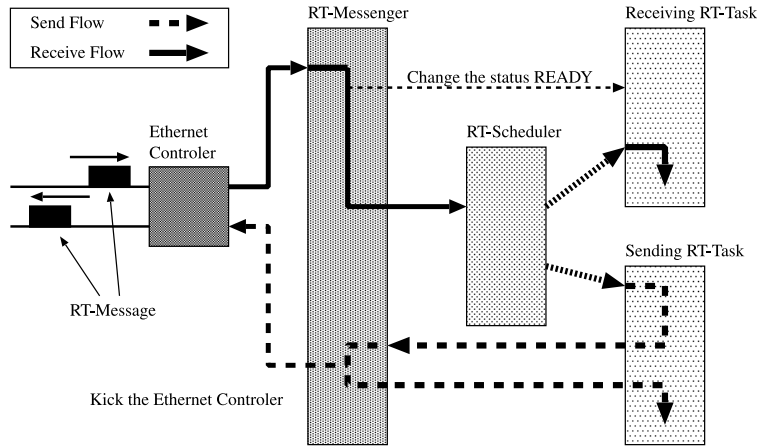 Send Flow
Receive Flow
RT-Messenger
Receiving RT-Task
Change the status READY
Ethernet
Controler
RT-Scheduler
Sending RT-Task
RT-Message
Kick the Ethernet Controler